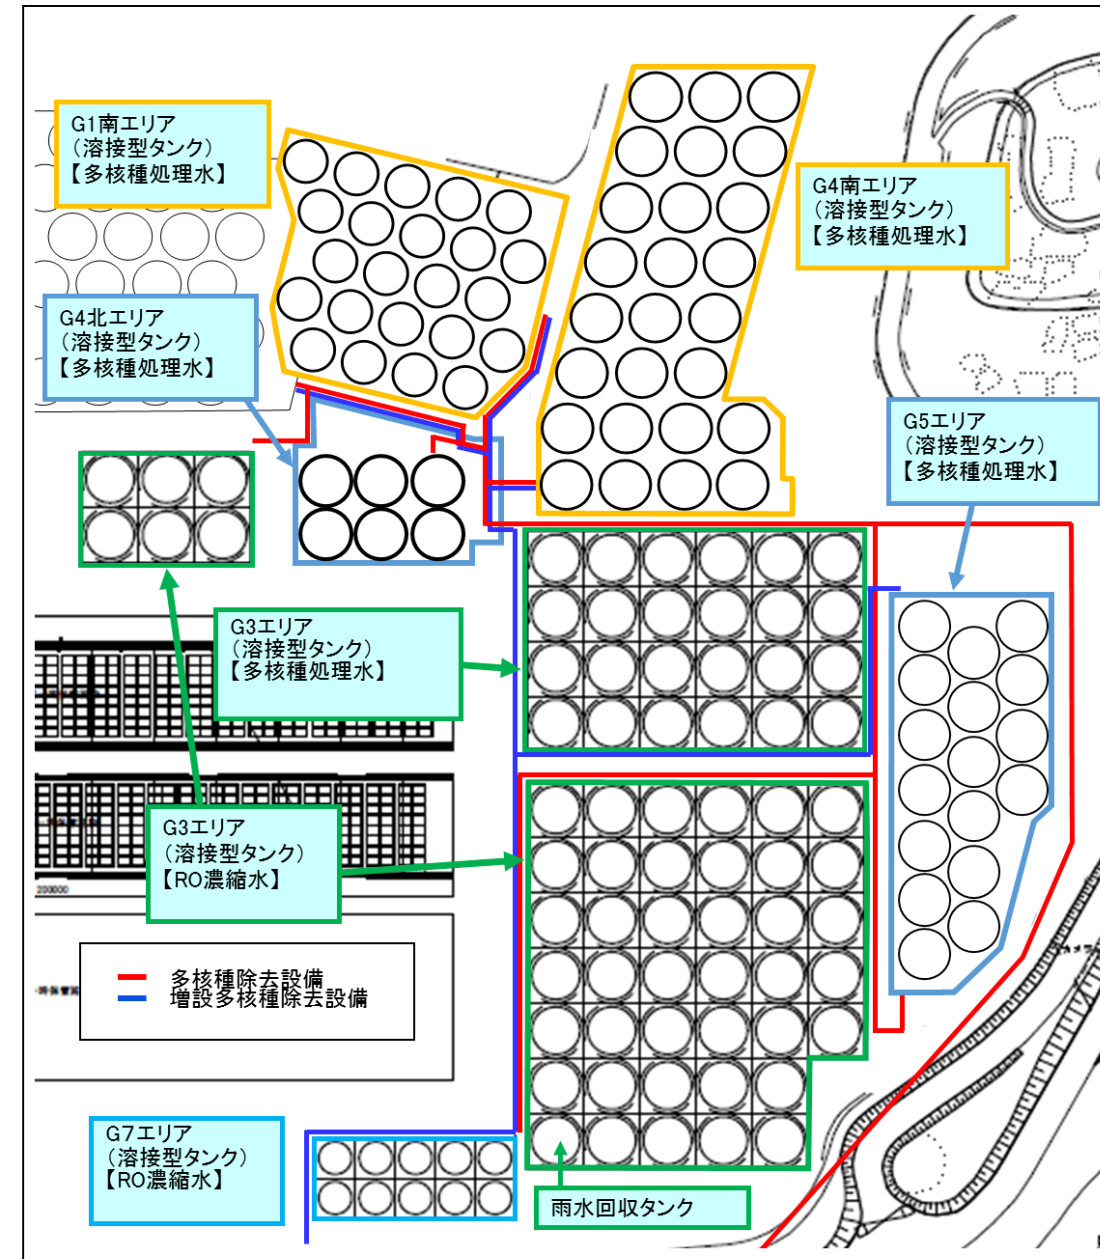 G1南エリア
(溶接型タンク)
【多核種処理水】
G4南エリア
(溶接型タンク)
【多核種処理水】
G4北エリア
(溶接型タンク)
【多核種処理水】
G5エリア
(溶接型タンク)
【多核種処理水】
G3エリア
(溶接型タンク)
【多核種処理水】
G3エリア
(溶接型タンク)
【RO濃縮水】
200000
カメラ
多核種除去設備
増設多核種除去設備
G7エリア
(溶接型タンク)
【RO濃縮水】
雨水回収タンク